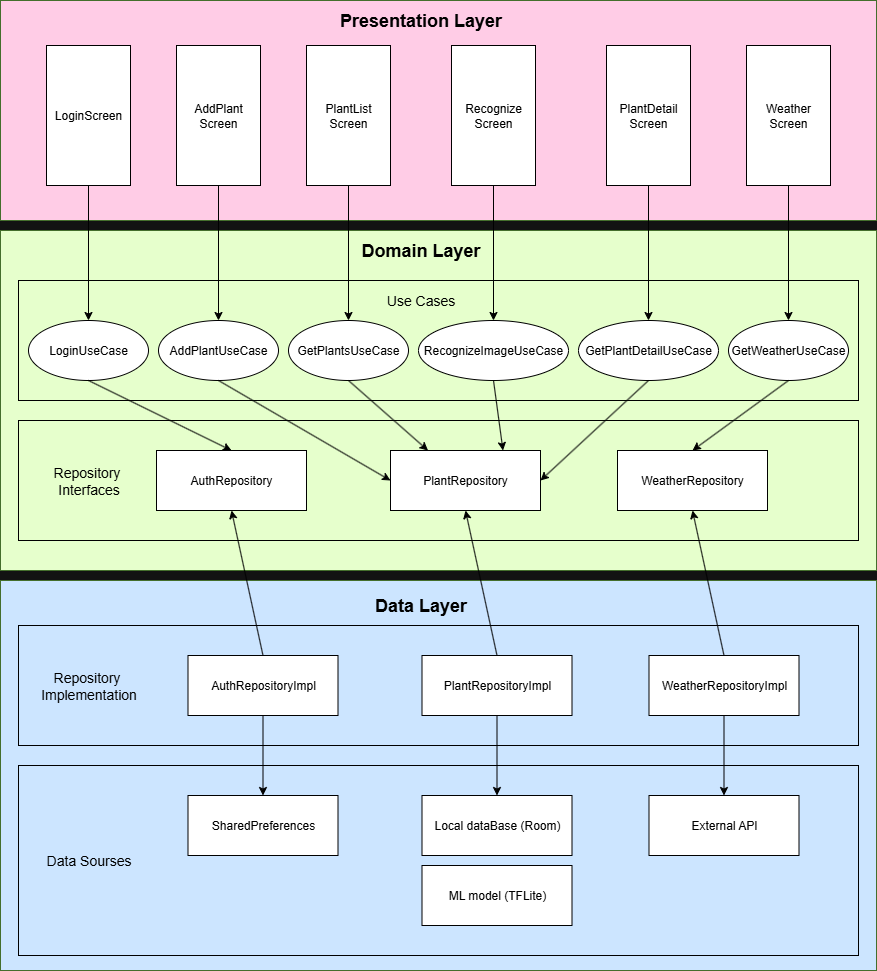 Presentation Layer
LoginScreen
AddPlant
Screen
PlantList
Screen
Recognize
Screen
PlantDetail
Screen
Weather
Screen
Domain Layer
Use Cases
LoginUseCase
AddPlantUseCase
GetPlantsUseCase
RecognizeImageUseCase
GetPlantDetailUseCase
GetWeatherUseCase
Repository
Interfaces
AuthRepository
PlantRepository
WeatherRepository
Data Layer
Repository
Implementation
AuthRepositoryImpl
PlantRepositoryImpl
WeatherRepositoryImpl
Data Sourses
SharedPreferences
Local dataBase (Room)
External API
ML model (TFLite)